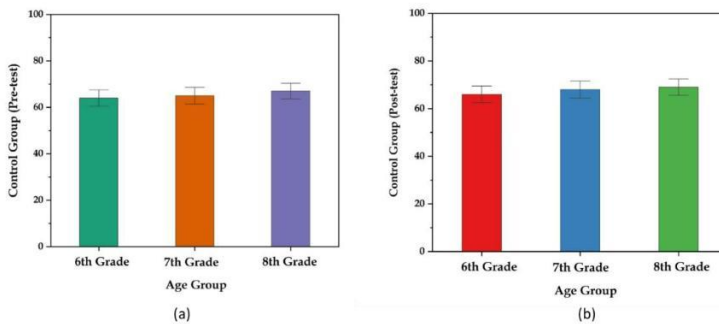 100
80
60
40
20
0
Control Group (Pre-test)
6th Grade 7th Grade 8th Grade
Age Group
(a)
100
80
60
40
20
0
Control Group (Post-test)
6th Grade 7th Grade 8th Grade
Age Group
(b)